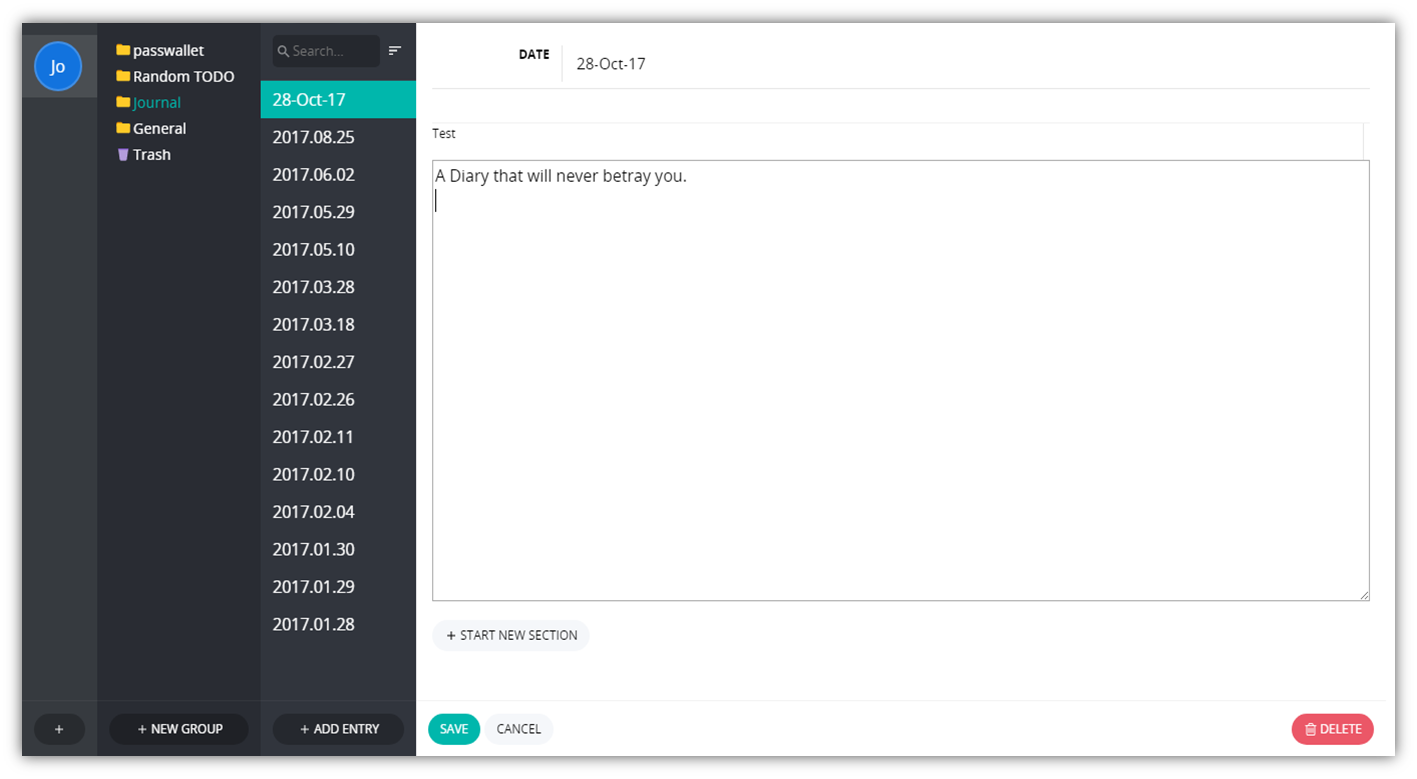 Jo
passwallet
Random TODO
Journal
General
Trash
+ NEW GROUP
Search...
28-Oct-17
2017.08.25
2017.06.02
2017.05.29
2017.05.10
2017.03.28
2017.03.18
2017.02.27
2017.02.26
2017.02.11
2017.02.10
2017.02.04
2017.01.30
2017.01.29
2017.01.28
+ ADD ENTRY
DATE
28-Oct-17
Test
A Diary that will never betray you.
+ START NEW SECTION
SAVE
CANCEL
DELETE
+